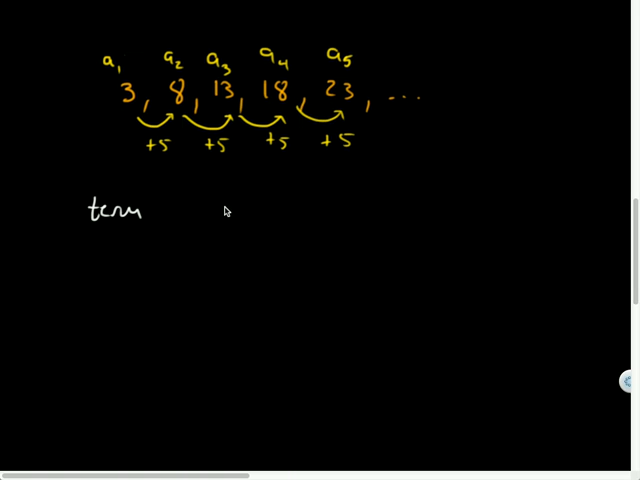 a₁ a₂ a₃ a₄ a₅
3, 8, 13, 18, 23, ...
+5 +5 +5 +5
term